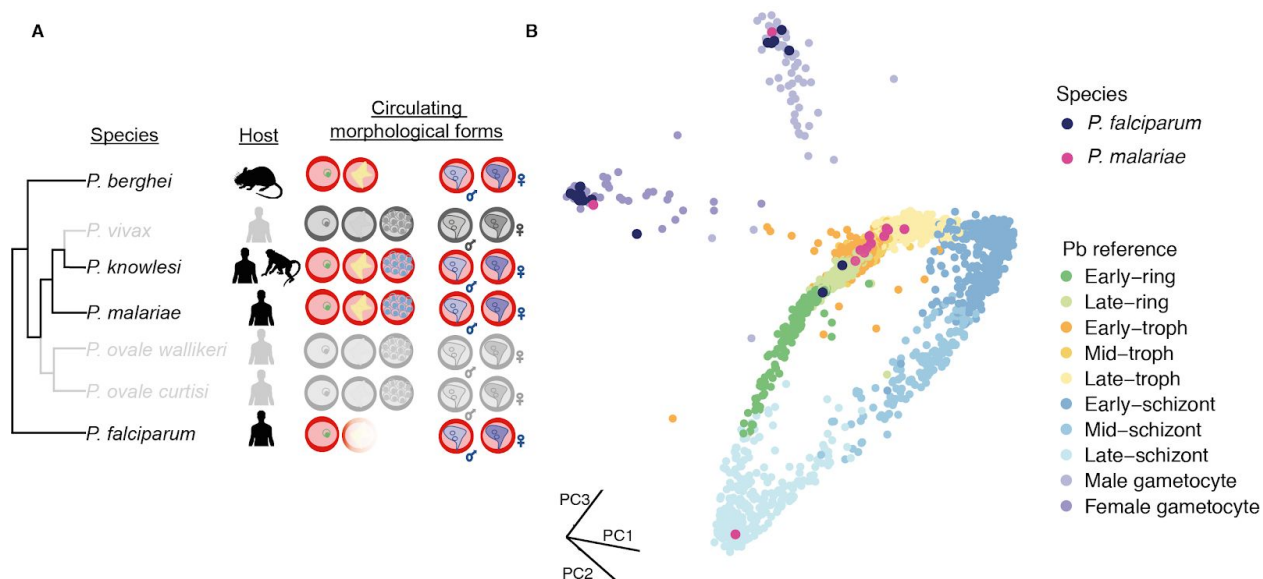 A
B
Circulating
Species
Host
morphological forms
P. berghei
♂ ♀
P. vivax
♂ ♀
P. knowlesi
♂ ♀
P. malariae
♂ ♀
P. ovale wallikeri
♂ ♀
P. ovale curtisi
♂ ♀
P. falciparum
♂ ♀
PC3
PC1
PC2
Species
P. falciparum
P. malariae
Pb reference
Early−ring
Late−ring
Early−troph
Mid−troph
Late−troph
Early−schizont
Mid−schizont
Late−schizont
Male gametocyte
Female gametocyte